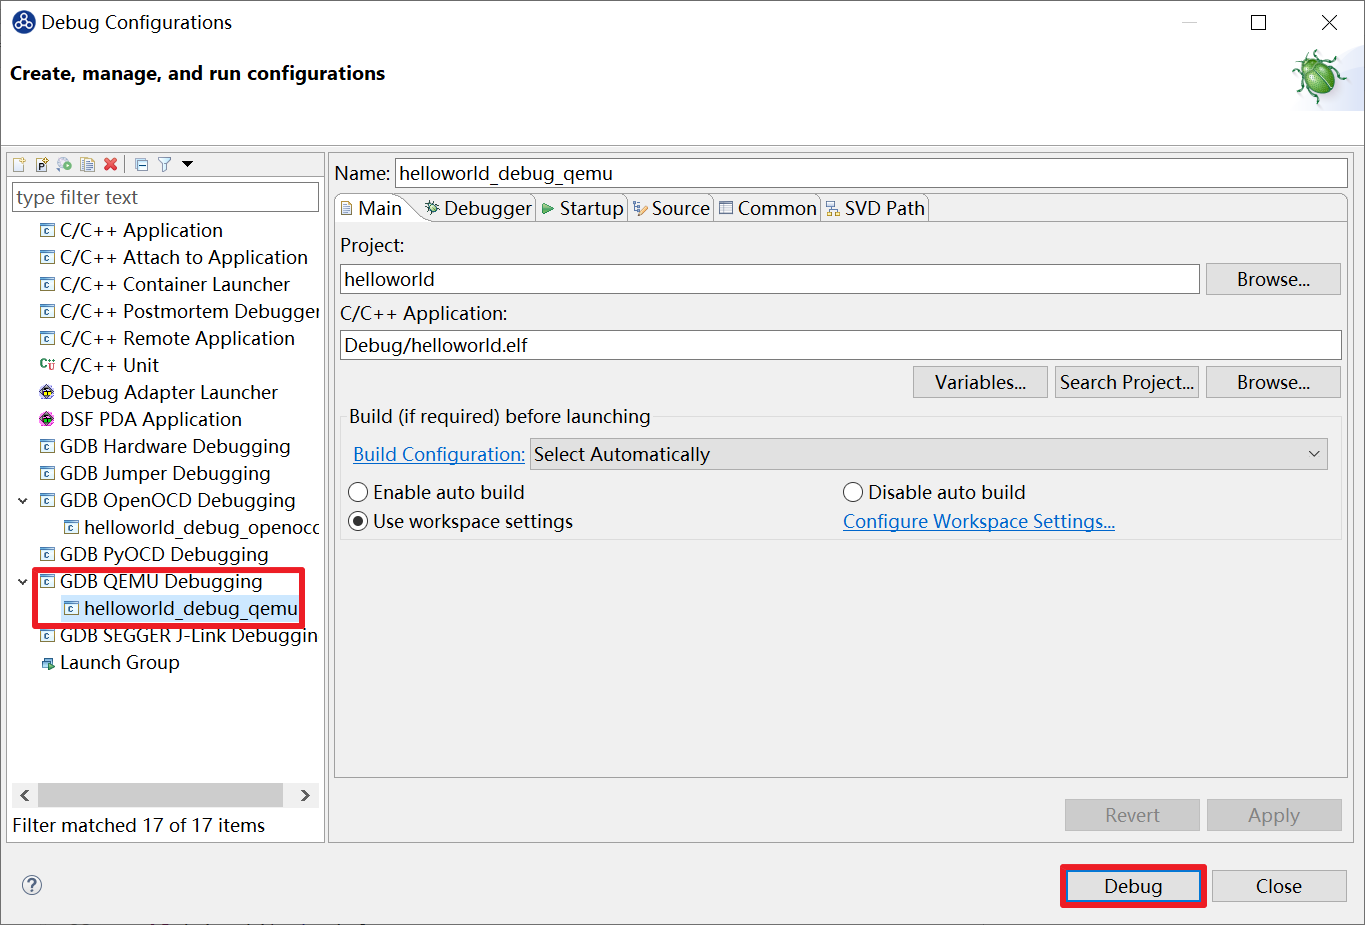 Debug Configurations
Create, manage, and run configurations
type filter text
C/C++ Application
C/C++ Attach to Application
C/C++ Container Launcher
C/C++ Postmortem Debugger
C/C++ Remote Application
C/C++ Unit
Debug Adapter Launcher
DSF PDA Application
GDB Hardware Debugging
GDB Jumper Debugging
GDB OpenOCD Debugging
helloworld_debug_openocc
GDB PyOCD Debugging
GDB QEMU Debugging
helloworld_debug_qemu
GDB SEGGER J-Link Debuggin
Launch Group
Filter matched 17 of 17 items
Name: helloworld_debug_qemu
Main Debugger Startup Source Common SVD Path
Project:
helloworld Browse...
C/C++ Application:
Debug/helloworld.elf
Variables... Search Project... Browse...
Build (if required) before launching
Build Configuration: Select Automatically
Enable auto build Disable auto build
Use workspace settings Configure Workspace Settings...
Revert Apply
Debug Close